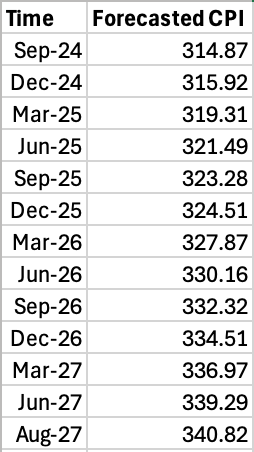 Time Forecasted CPI
Sep-24 314.87
Dec-24 315.92
Mar-25 319.31
Jun-25 321.49
Sep-25 323.28
Dec-25 324.51
Mar-26 327.87
Jun-26 330.16
Sep-26 332.32
Dec-26 334.51
Mar-27 336.97
Jun-27 339.29
Aug-27 340.82